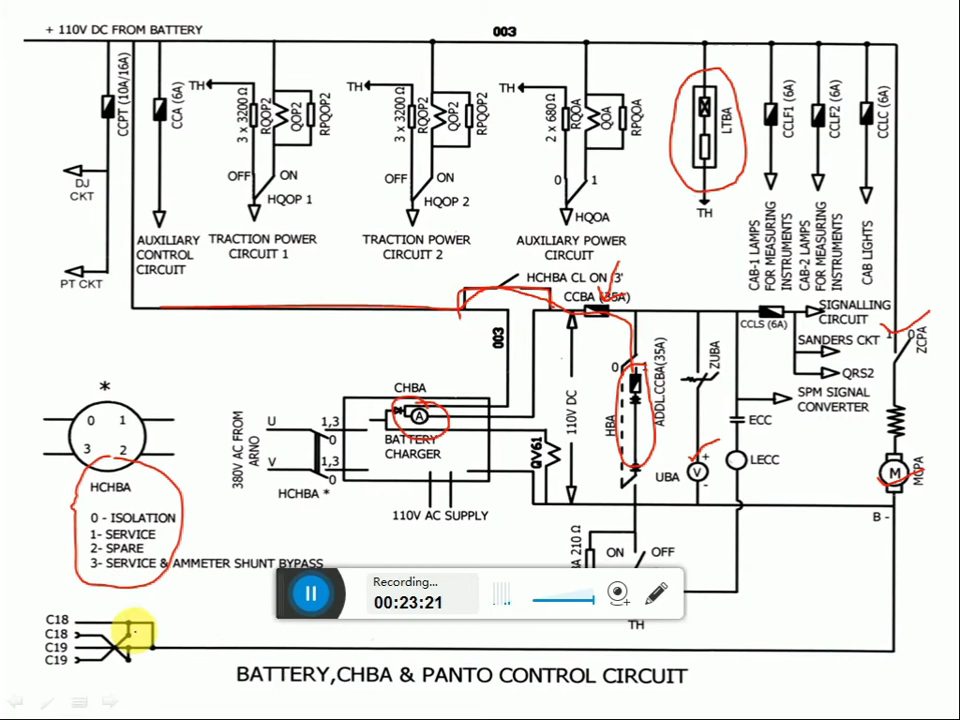 + 110V DC FROM BATTERY
003
CCPT (10A/16A)
CCA (6A)
TH
3 x 3200 Ω
RQOP2
QOP2
RPQOP2
TH
3 x 3200 Ω
RQOP2
QOP2
RPQOP2
TH
2 x 680 Ω
RQOA
QOA
RPQOA
LTBA
CCLF1 (6A)
CCLF2 (6A)
CCLC (6A)
DJ
CKT
OFF
ON
HQOP 1
OFF
ON
HQOP 2
0
1
HQOA
TH
AUXILIARY
CONTROL
CIRCUIT
TRACTION POWER
CIRCUIT 1
TRACTION POWER
CIRCUIT 2
AUXILIARY POWER
CIRCUIT
CAB-1 LAMPS
FOR MEASURING
INSTRUMENTS
CAB-2 LAMPS
FOR MEASURING
INSTRUMENTS
CAB LIGHTS
PT CKT
HCHBA CL ON '3'
CCBA (35A)
003
CCLS (6A)
SIGNALLING
CIRCUIT
SANDERS CKT
QRS2
1
0
ZCPA
SPM SIGNAL
CONVERTER
110V DC
0
HBA
ADDL.CCBA(35A)
ZUBA
ECC
LECC
UBA
V
+
-
M
MCPA
B -
*
0
1
3
2
HCHBA
0 - ISOLATION
1- SERVICE
2- SPARE
3- SERVICE & AMMETER SHUNT BYPASS
380V AC FROM
ARNO
U
V
1,3
0
1,3
0
HCHBA *
CHBA
A
BATTERY
CHARGER
QV61
110V AC SUPPLY
A 210 Ω
ON
OFF
TH
Recording...
00:23:21
C18
C18
C19
C19
BATTERY,CHBA & PANTO CONTROL CIRCUIT